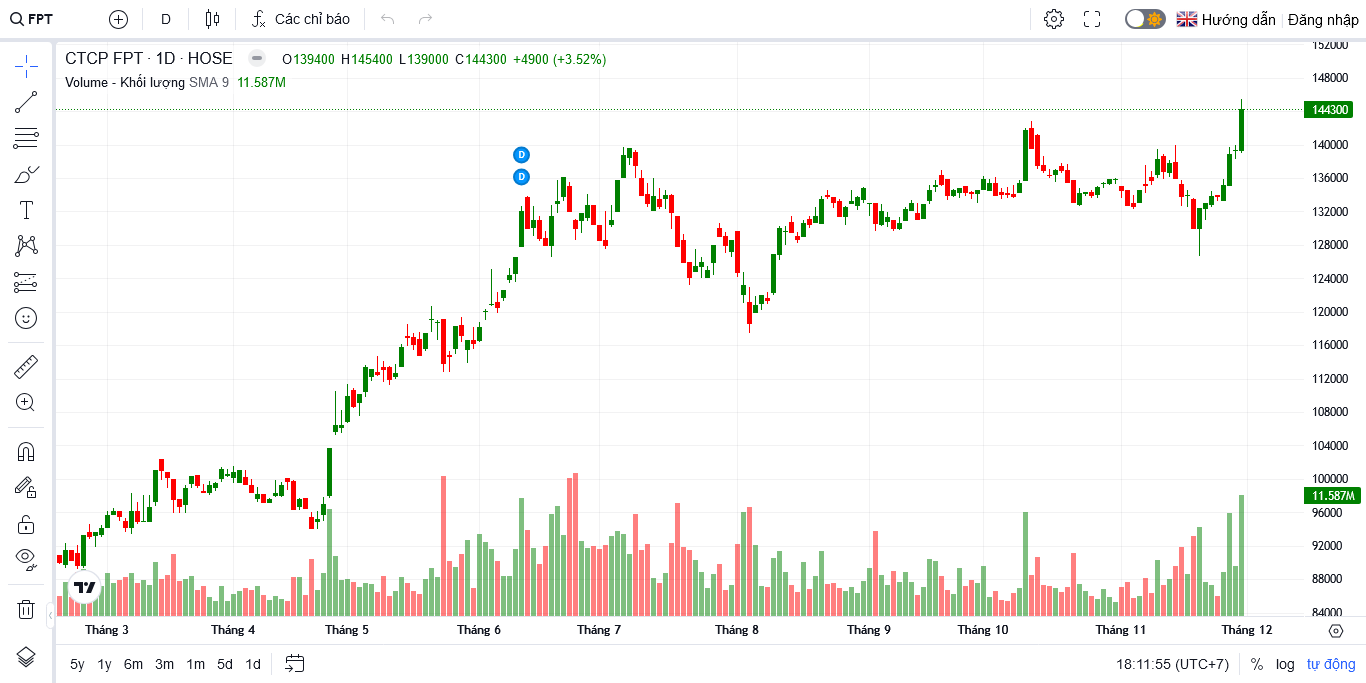 FPT D Các chỉ báo Hướng dẫn Đăng nhập
CTCP FPT · 1D · HOSE O139400 H145400 L139000 C144300 +4900 (+3.52%)
Volume - Khối lượng SMA 9 11.587M
152000
148000
144300
140000
136000
132000
128000
124000
120000
116000
112000
108000
104000
100000
11.587M
96000
92000
88000
84000
D
D
Tháng 3 Tháng 4 Tháng 5 Tháng 6 Tháng 7 Tháng 8 Tháng 9 Tháng 10 Tháng 11 Tháng 12
5y 1y 6m 3m 1m 5d 1d 18:11:55 (UTC+7) % log tự động